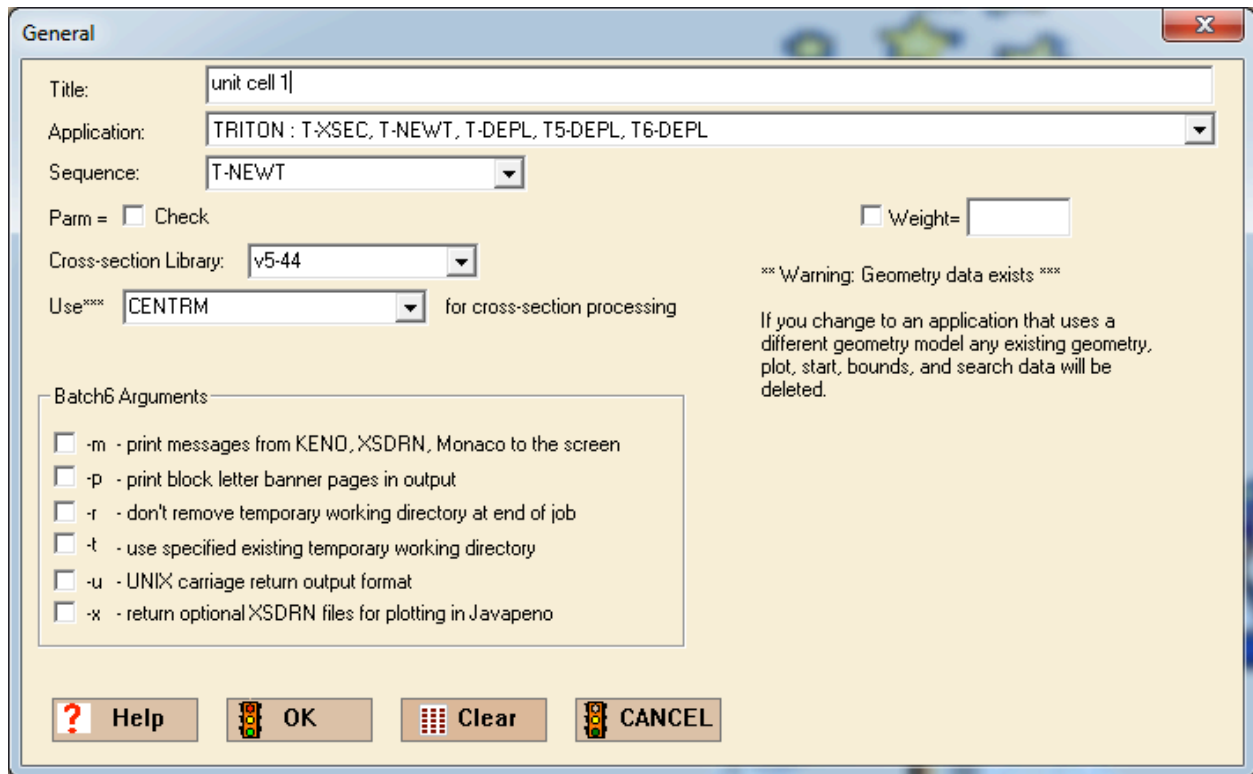 General
x
Title: unit cell 1
Application: TRITON : T-XSEC, T-NEWT, T-DEPL, T5-DEPL, T6-DEPL
Sequence: T-NEWT
Parm = Check
Weight=
Cross-section Library: v5-44
Use*** CENTRM for cross-section processing
** Warning: Geometry data exists ***
If you change to an application that uses a
different geometry model any existing geometry,
plot, start, bounds, and search data will be
deleted.
Batch6 Arguments
-m - print messages from KENO, XSDRN, Monaco to the screen
-p - print block letter banner pages in output
-r - don't remove temporary working directory at end of job
-t - use specified existing temporary working directory
-u - UNIX carriage return output format
-x - return optional XSDRN files for plotting in Javapeno
? Help OK Clear CANCEL